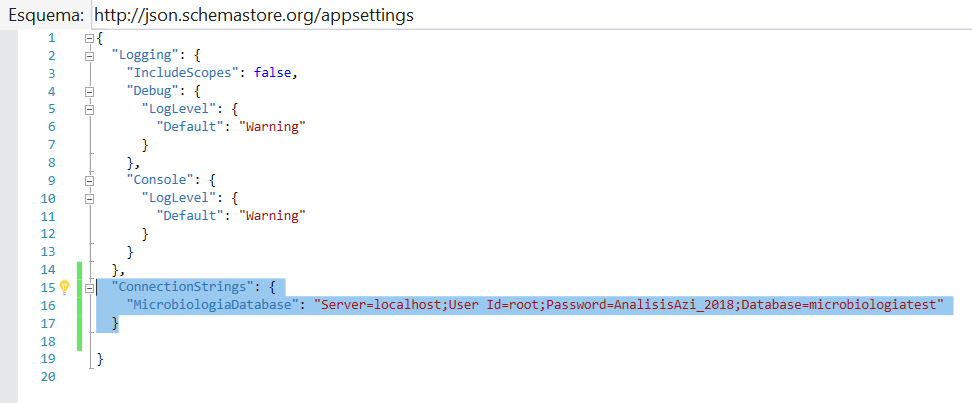 Esquema: http://json.schemastore.org/appsettings
1 {
2 "Logging": {
3 "IncludeScopes": false,
4 "Debug": {
5 "LogLevel": {
6 "Default": "Warning"
7 }
8 },
9 "Console": {
10 "LogLevel": {
11 "Default": "Warning"
12 }
13 }
14 },
15 "ConnectionStrings": {
16 "MicrobiologiaDatabase": "Server=localhost;User Id=root;Password=AnalisisAzi_2018;Database=microbiologiatest"
17 }
18
19 }
20